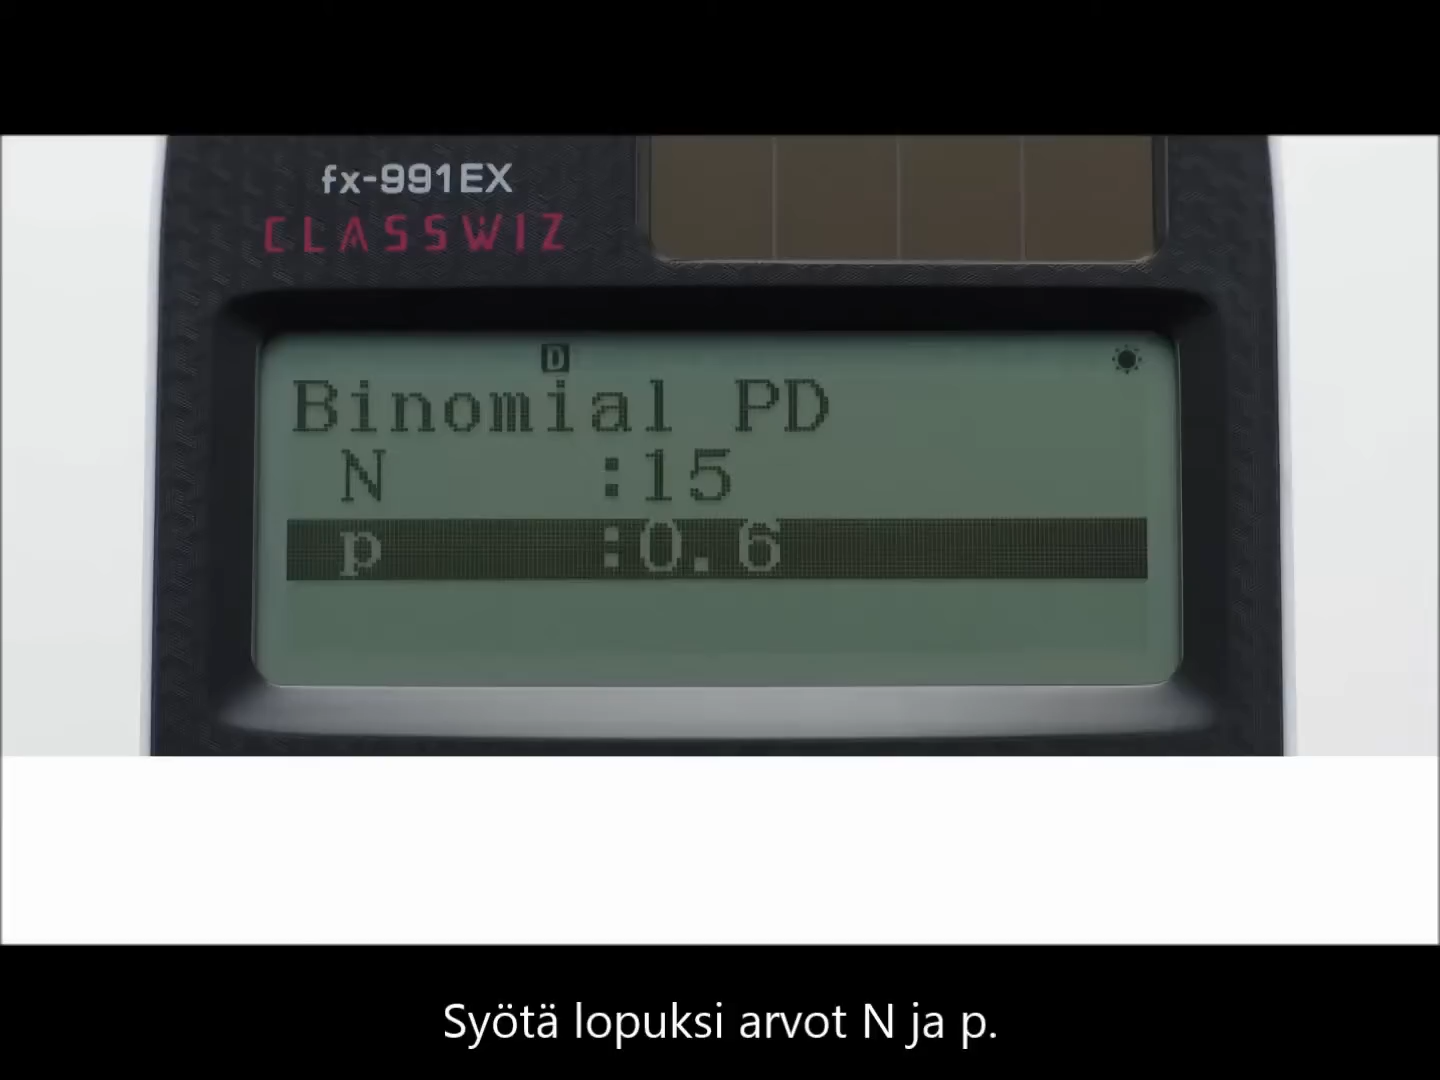 fx-991EX
CLASSWIZ
D
Binomial PD
N :15
p :0.6
Syötä lopuksi arvot N ja p.